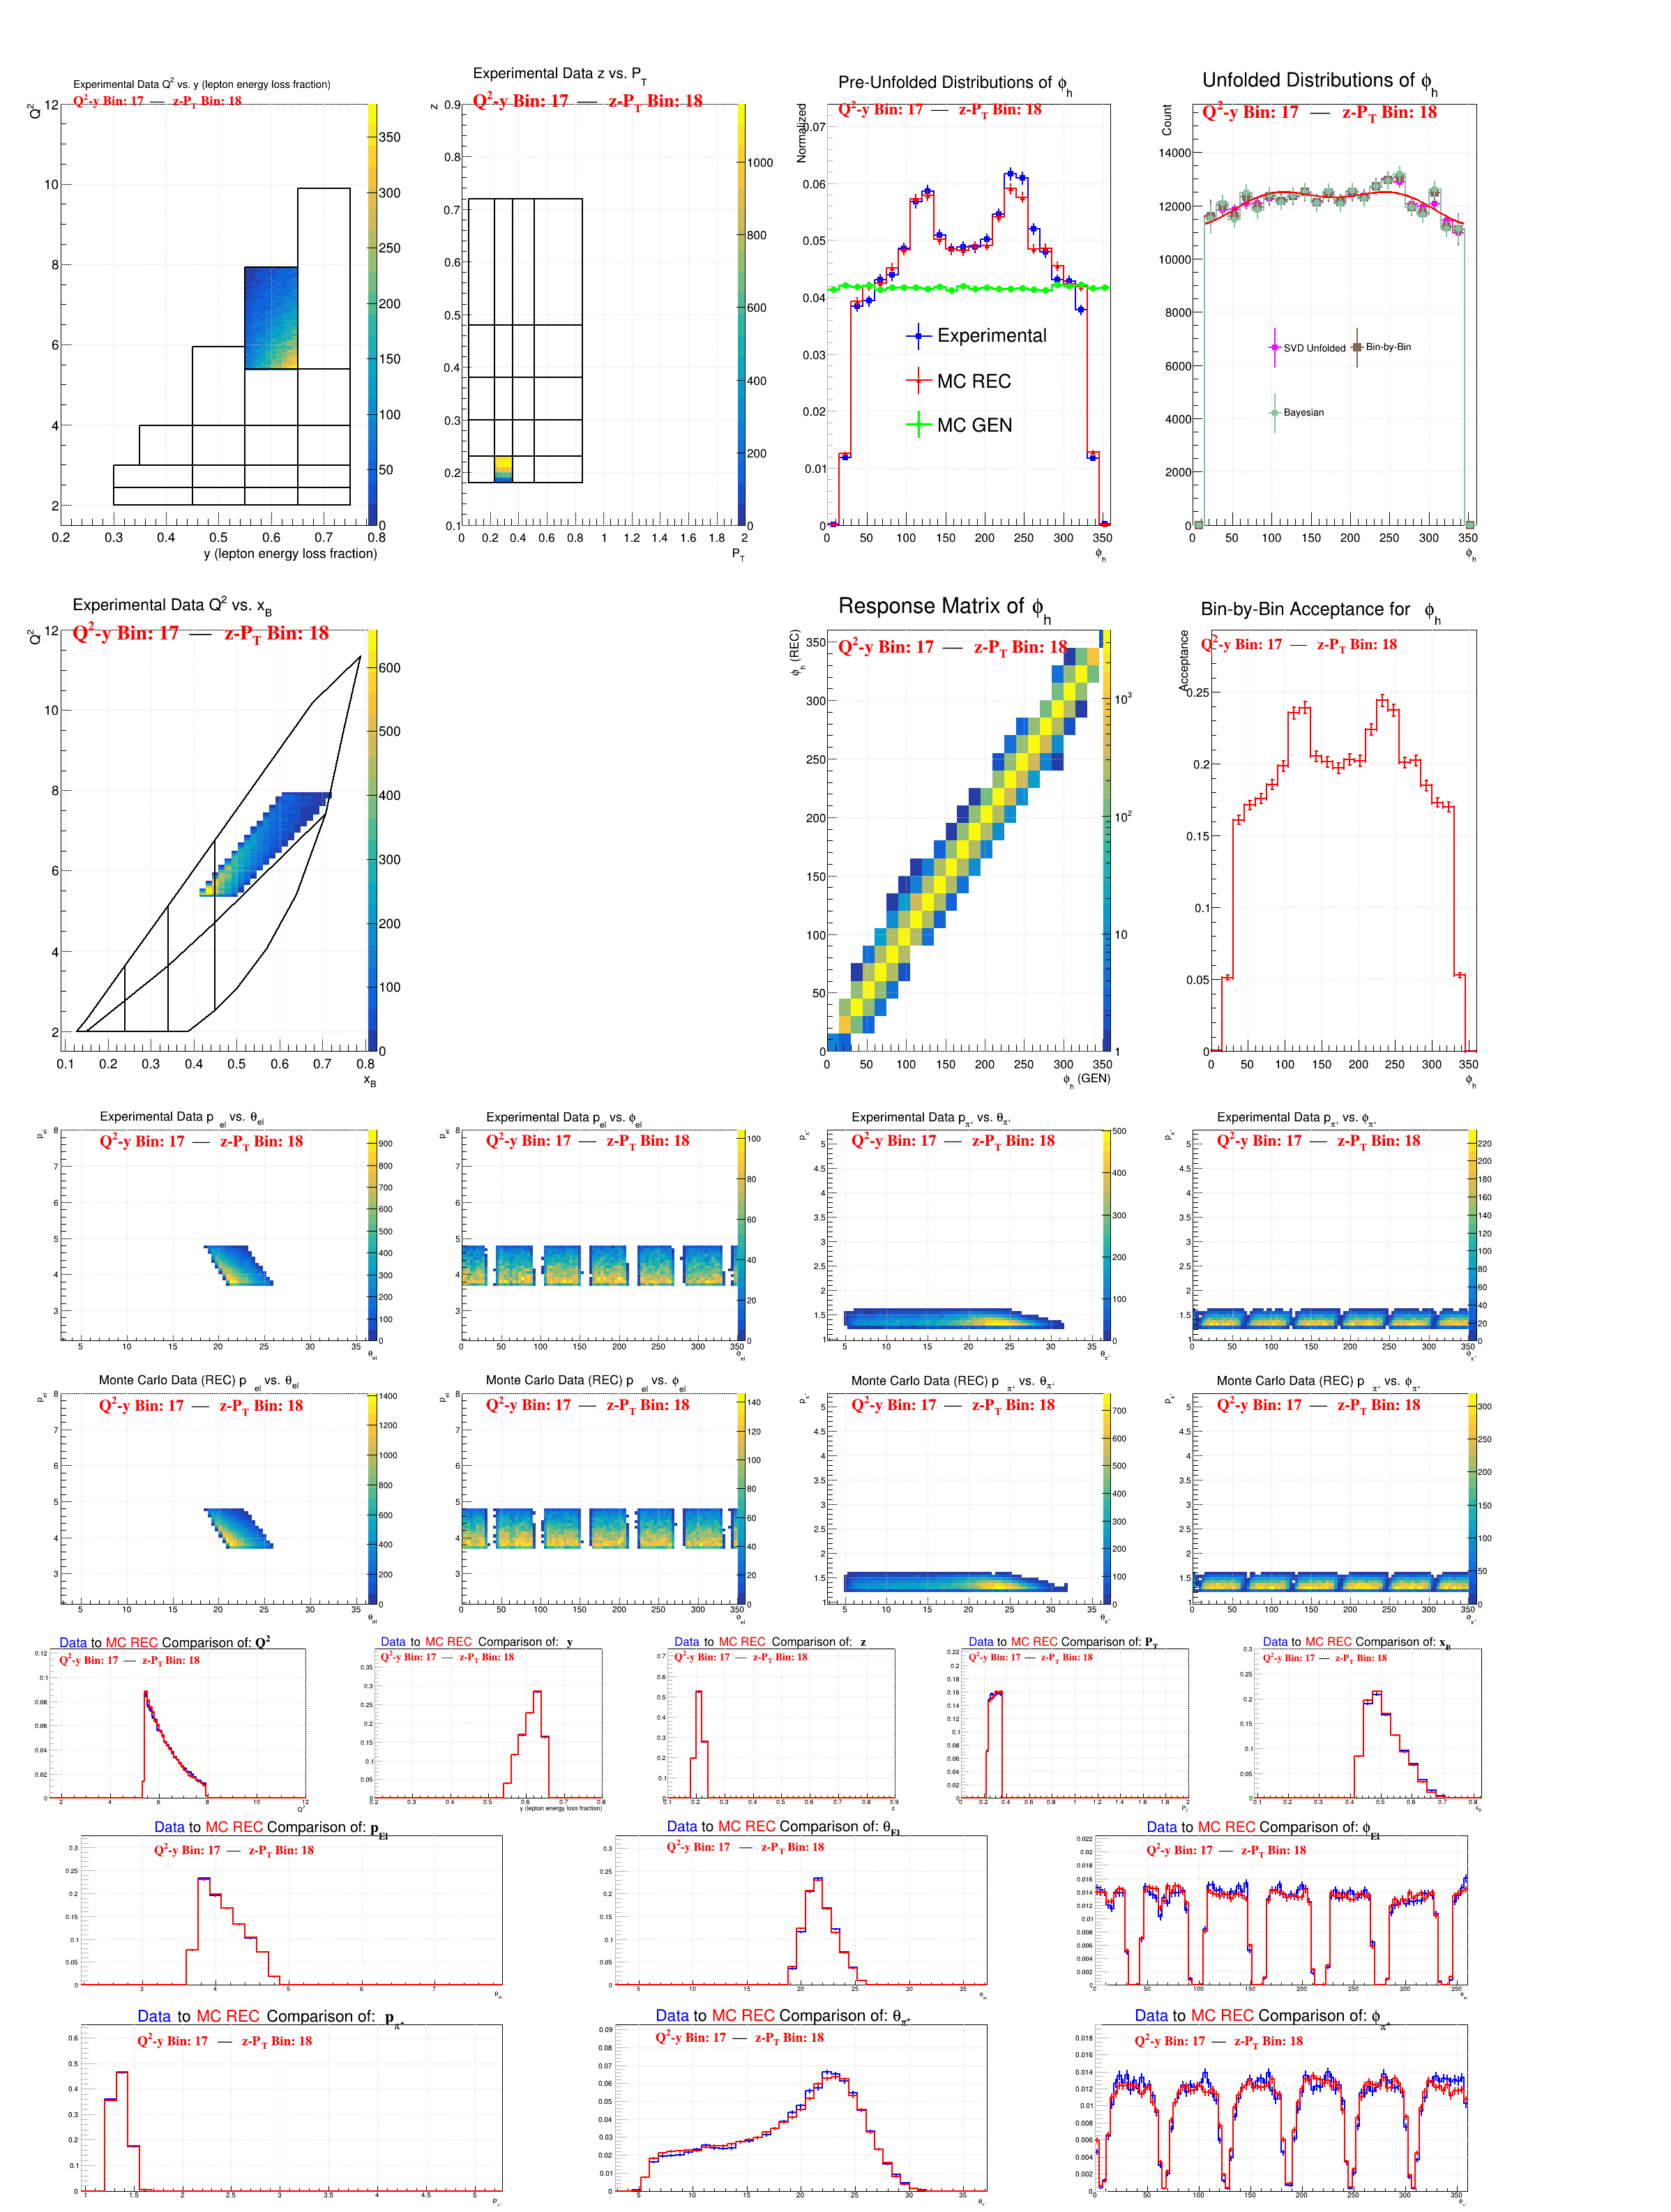 Experimental Data Q² vs. y (lepton energy loss fraction)
Q²-y Bin: 17 — z-P_T Bin: 18
Q²
y (lepton energy loss fraction)
Experimental Data z vs. P_T
Q²-y Bin: 17 — z-P_T Bin: 18
z
P_T
Pre-Unfolded Distributions of ϕ_h
Q²-y Bin: 17 — z-P_T Bin: 18
Normalized
Experimental
MC REC
MC GEN
ϕ_h
Unfolded Distributions of ϕ_h
Q²-y Bin: 17 — z-P_T Bin: 18
Count
SVD Unfolded
Bin-by-Bin
Bayesian
ϕ_h
Experimental Data Q² vs. x_B
Q²-y Bin: 17 — z-P_T Bin: 18
Q²
x_B
Response Matrix of ϕ_h
Q²-y Bin: 17 — z-P_T Bin: 18
ϕ_h (REC)
ϕ_h (GEN)
Bin-by-Bin Acceptance for ϕ_h
Q²-y Bin: 17 — z-P_T Bin: 18
Acceptance
ϕ_h
Experimental Data p_el vs. θ_el
Q²-y Bin: 17 — z-P_T Bin: 18
Experimental Data p_el vs. ϕ_el
Q²-y Bin: 17 — z-P_T Bin: 18
Experimental Data p_π⁺ vs. θ_π⁺
Q²-y Bin: 17 — z-P_T Bin: 18
Experimental Data p_π⁺ vs. ϕ_π⁺
Q²-y Bin: 17 — z-P_T Bin: 18
Monte Carlo Data (REC) p_el vs. θ_el
Q²-y Bin: 17 — z-P_T Bin: 18
Monte Carlo Data (REC) p_el vs. ϕ_el
Q²-y Bin: 17 — z-P_T Bin: 18
Monte Carlo Data (REC) p_π⁺ vs. θ_π⁺
Q²-y Bin: 17 — z-P_T Bin: 18
Monte Carlo Data (REC) p_π⁺ vs. ϕ_π⁺
Q²-y Bin: 17 — z-P_T Bin: 18
Data to MC REC Comparison of: Q²
Q²-y Bin: 17 — z-P_T Bin: 18
Data to MC REC Comparison of: y
Q²-y Bin: 17 — z-P_T Bin: 18
y (lepton energy loss fraction)
Data to MC REC Comparison of: z
Q²-y Bin: 17 — z-P_T Bin: 18
Data to MC REC Comparison of: P_T
Q²-y Bin: 17 — z-P_T Bin: 18
Data to MC REC Comparison of: x_B
Q²-y Bin: 17 — z-P_T Bin: 18
Data to MC REC Comparison of: p_El
Q²-y Bin: 17 — z-P_T Bin: 18
Data to MC REC Comparison of: θ_El
Q²-y Bin: 17 — z-P_T Bin: 18
Data to MC REC Comparison of: ϕ_El
Q²-y Bin: 17 — z-P_T Bin: 18
Data to MC REC Comparison of: p_π⁺
Q²-y Bin: 17 — z-P_T Bin: 18
Data to MC REC Comparison of: θ_π⁺
Q²-y Bin: 17 — z-P_T Bin: 18
Data to MC REC Comparison of: ϕ_π⁺
Q²-y Bin: 17 — z-P_T Bin: 18